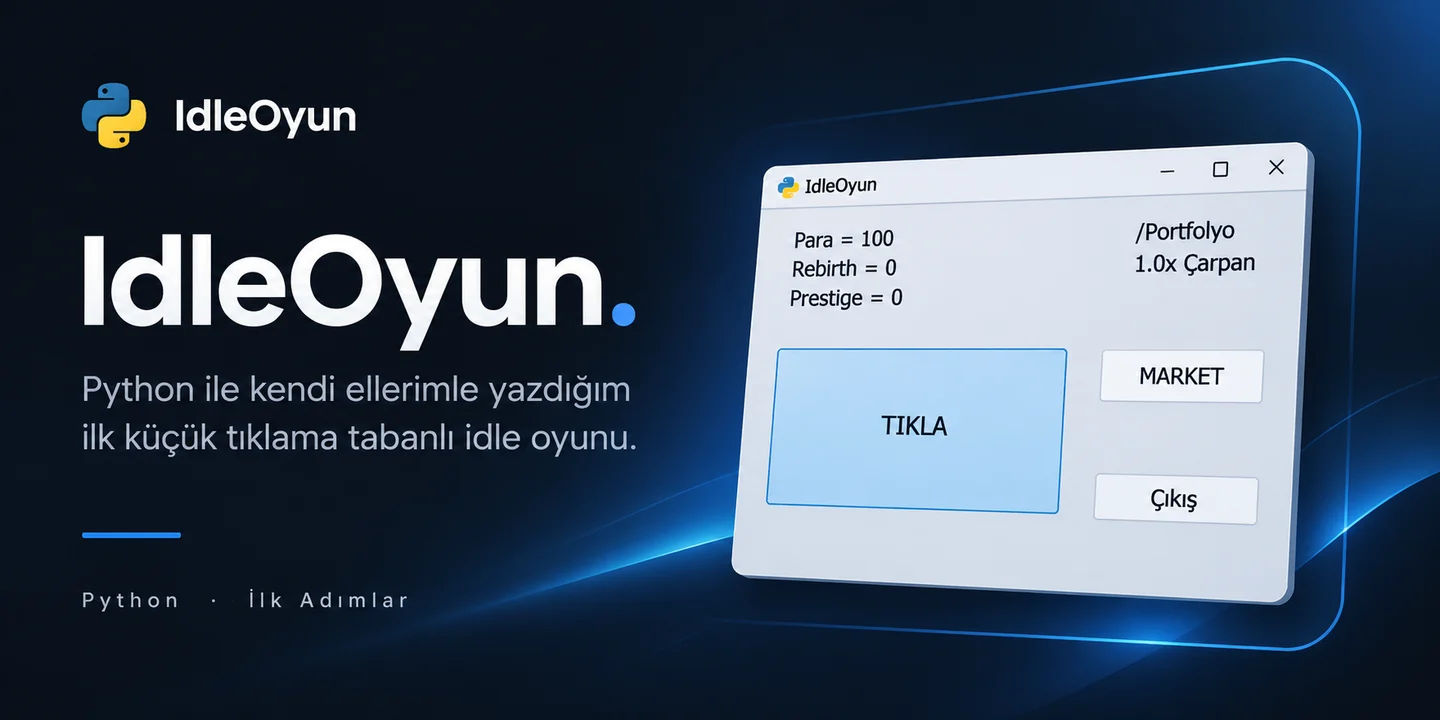 IdleOyun
IdleOyun.
Python ile kendi ellerimle yazdığım
ilk küçük tıklama tabanlı idle oyunu.
Python · İlk Adımlar
IdleOyun
Para = 100
Rebirth = 0
Prestige = 0
/Portfolyo
1.0x Çarpan
TIKLA
MARKET
Çıkış